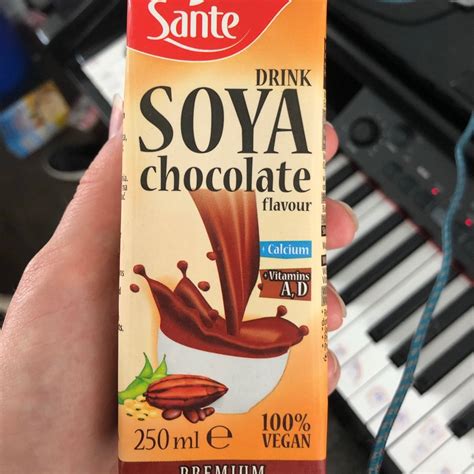 Sante
DRINK
SOYA
chocolate
flavour
+ Calcium
+ Vitamins
A, D
250 ml e
100%
VEGAN
PREMIUM